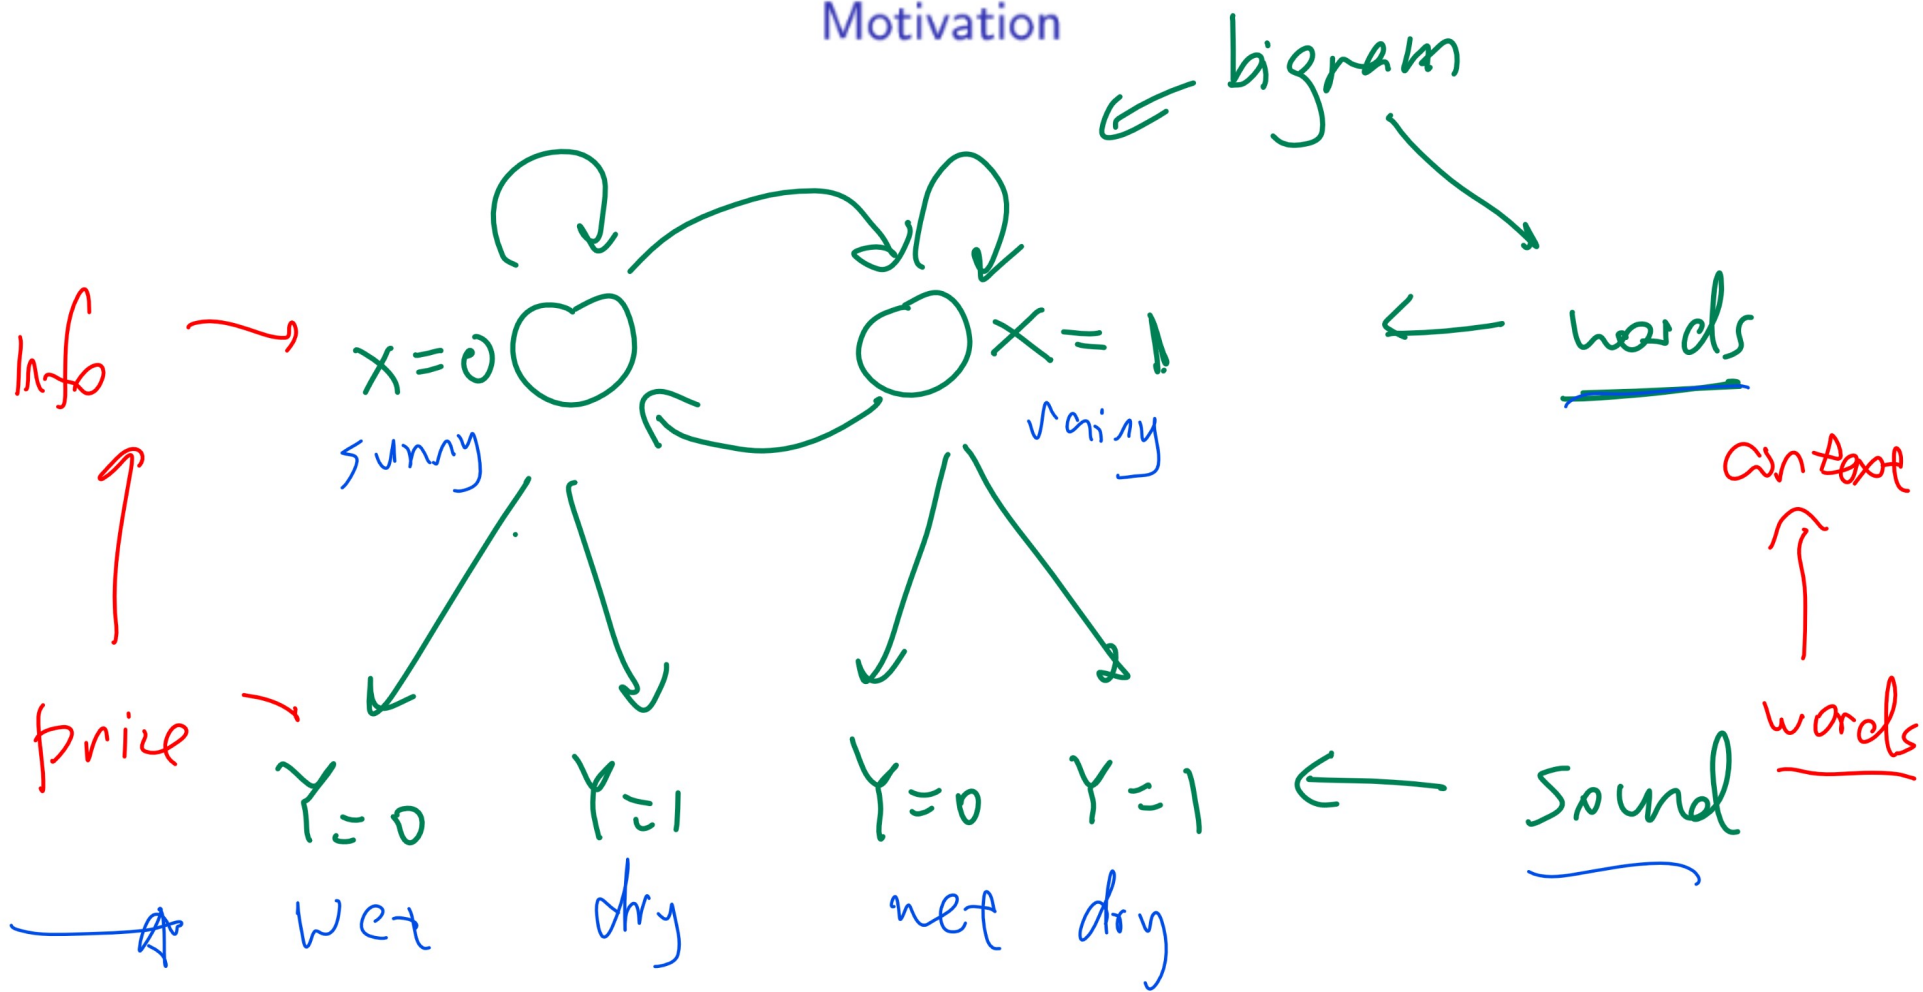 Motivation
bigram
Info
X=0
X=1
words
sunny
rainy
context
price
words
Y=0
Y=1
Y=0
Y=1
sound
wet
dry
wet
dry